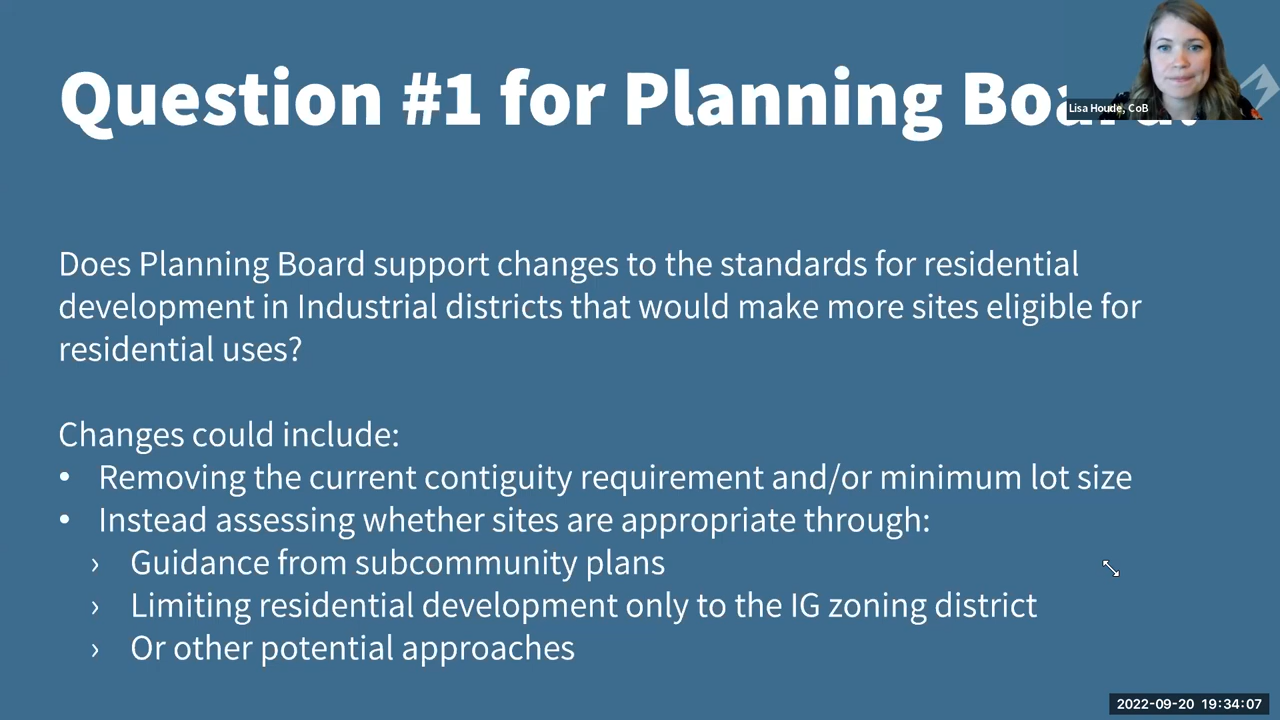 Question #1 for Planning Board:
Lisa Houde, CoB
Does Planning Board support changes to the standards for residential
development in Industrial districts that would make more sites eligible for
residential uses?
Changes could include:
• Removing the current contiguity requirement and/or minimum lot size
• Instead assessing whether sites are appropriate through:
› Guidance from subcommunity plans
› Limiting residential development only to the IG zoning district
› Or other potential approaches
2022-09-20 19:34:07